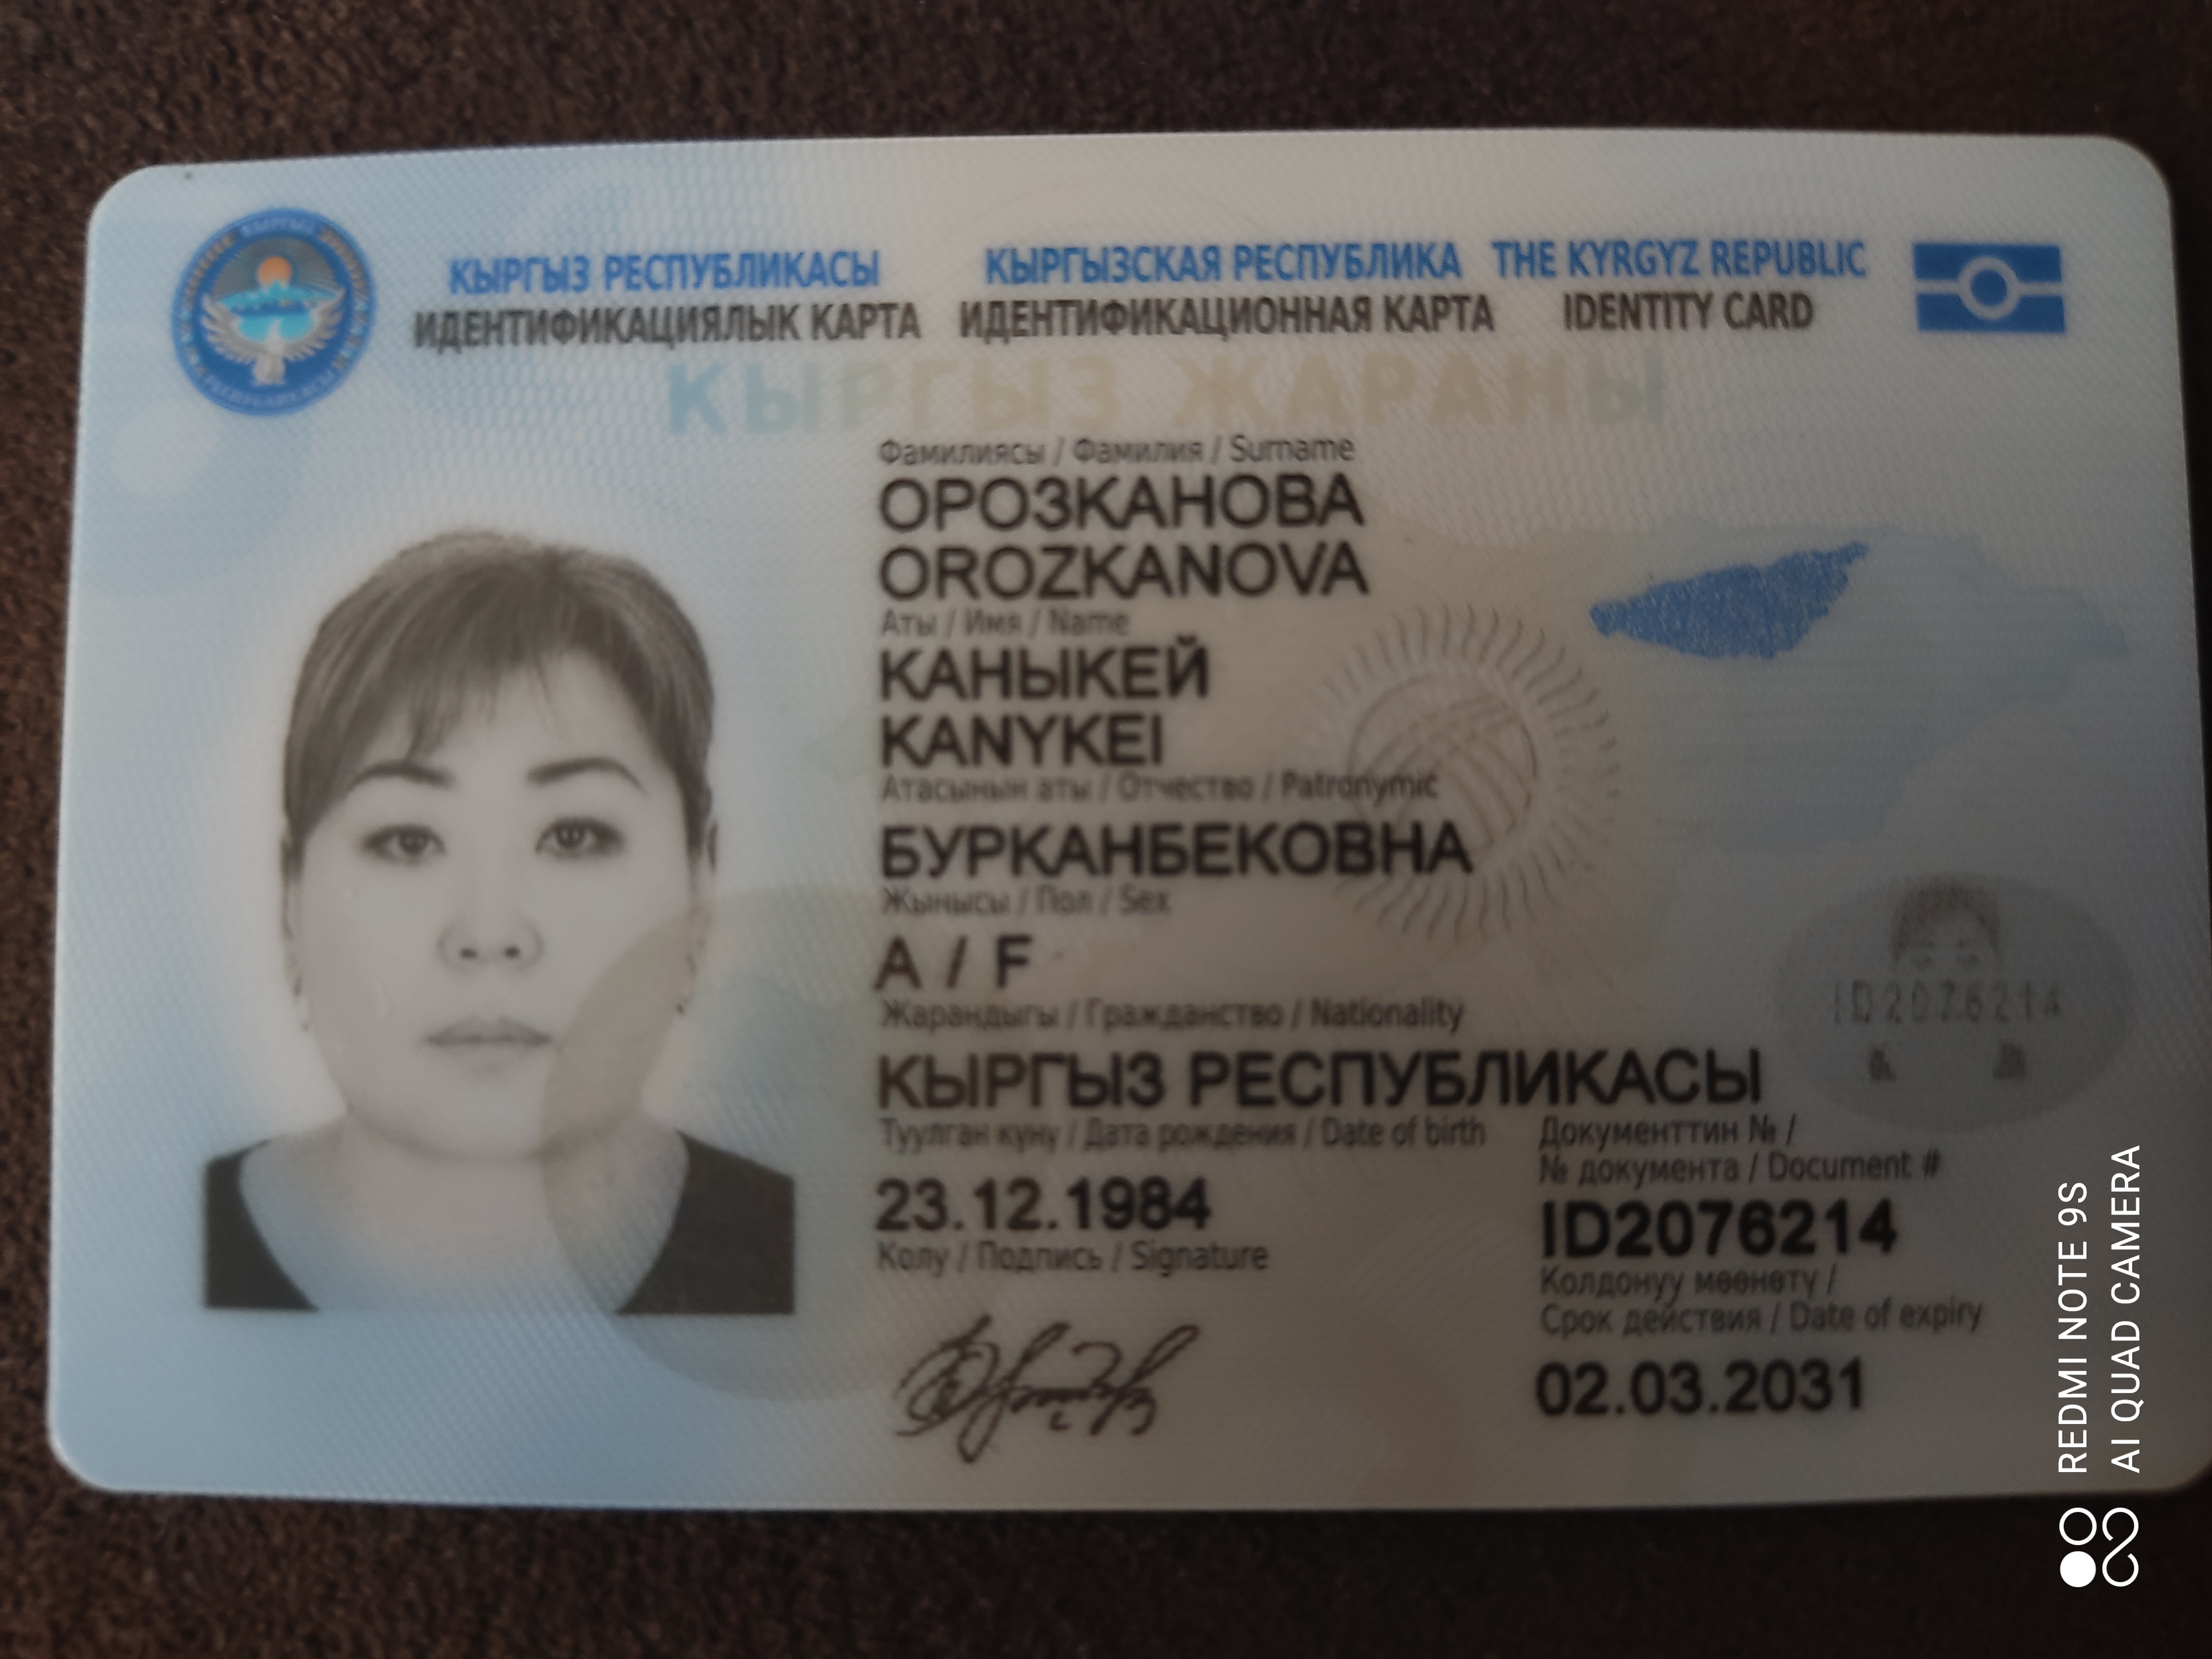 КЫРГЫЗ РЕСПУБЛИКАСЫ КЫРГЫЗСКАЯ РЕСПУБЛИКА THE KYRGYZ REPUBLIC
ИДЕНТИФИКАЦИЯЛЫК КАРТА ИДЕНТИФИКАЦИОННАЯ КАРТА IDENTITY CARD
КЫРГЫЗ ЖАРАНЫ
Фамилиясы / Фамилия / Surname
ОРОЗКАНОВА
OROZKANOVA
Аты / Имя / Name
КАНЫКЕЙ
KANYKEI
Атасынын аты / Отчество / Patronymic
БУРКАНБЕКОВНА
Жынысы / Пол / Sex
А / F
Жарандыгы / Гражданство / Nationality
КЫРГЫЗ РЕСПУБЛИКАСЫ
Туулган күнү / Дата рождения / Date of birth
23.12.1984
Колу / Подпись / Signature
Документтин № /
№ документа / Document #
ID2076214
Колдонуу мөөнөтү /
Срок действия / Date of expiry
02.03.2031
ID2076214
REDMI NOTE 9S
AI QUAD CAMERA